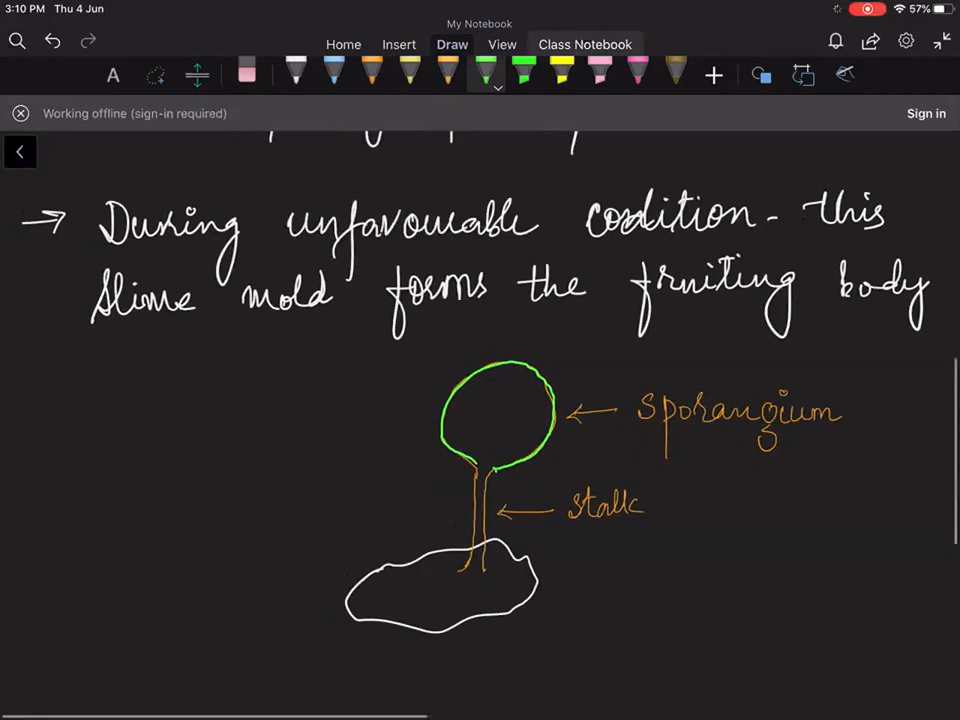 3:10 PM Thu 4 Jun
57%
My Notebook
Home Insert Draw View Class Notebook
A
Working offline (sign-in required)
Sign in
→ During unfavourable condition - this
slime mold forms the fruiting body
← sporangium
← stalk